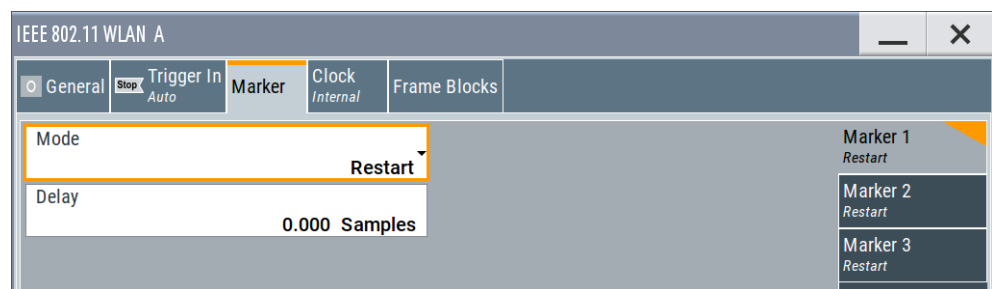 IEEE 802.11 WLAN A
O General
Stop Trigger In
Auto
Marker
Clock
Internal
Frame Blocks
Mode
Restart
Delay
0.000 Samples
Marker 1
Restart
Marker 2
Restart
Marker 3
Restart